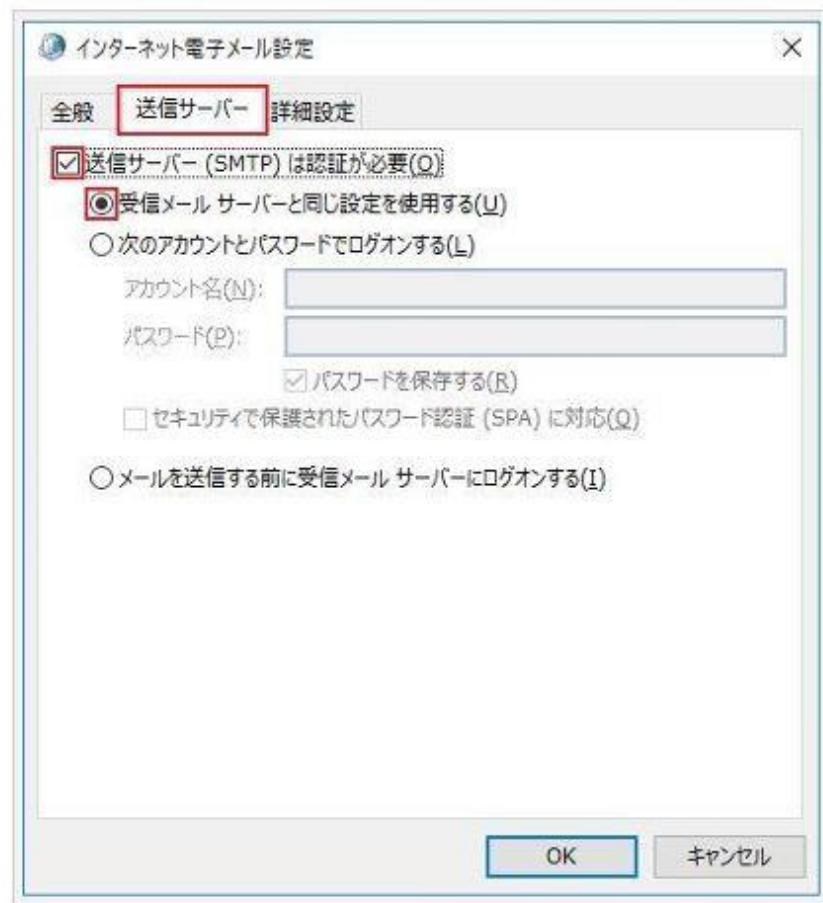 インターネット電子メール設定
全般 送信サーバー 詳細設定
送信サーバー (SMTP) は認証が必要(O)
受信メール サーバーと同じ設定を使用する(U)
次のアカウントとパスワードでログオンする(L)
アカウント名(N):
パスワード(P):
パスワードを保存する(R)
セキュリティで保護されたパスワード認証 (SPA) に対応(Q)
メールを送信する前に受信メール サーバーにログオンする(I)
OK キャンセル